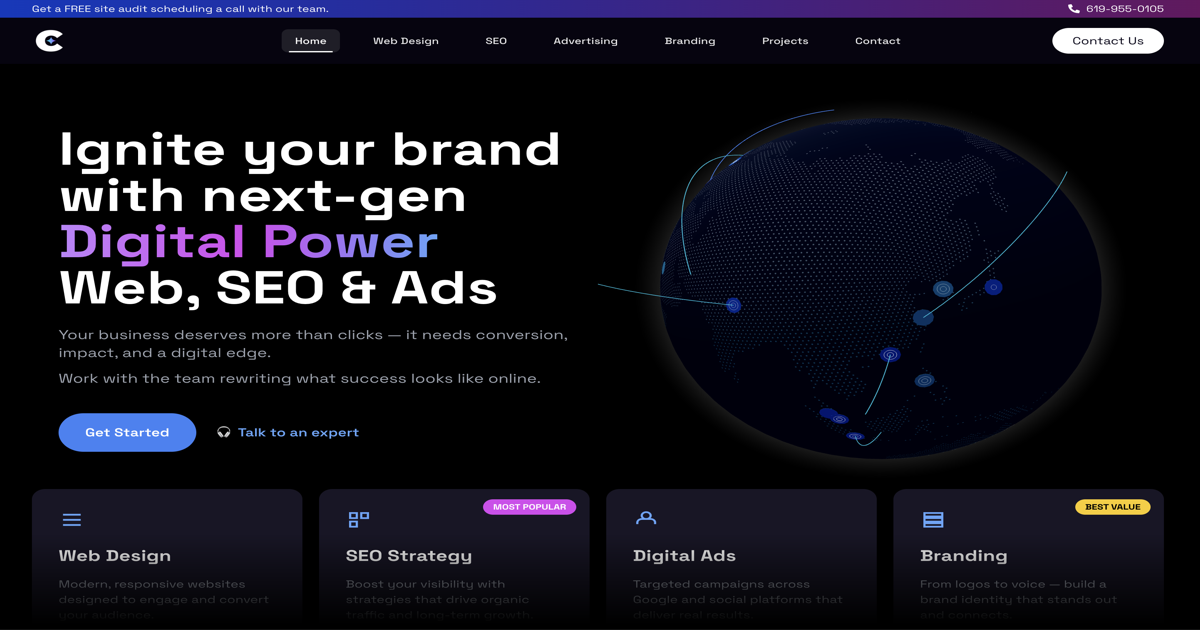 Get a FREE site audit scheduling a call with our team.
619-955-0105
Home
Web Design
SEO
Advertising
Branding
Projects
Contact
Contact Us
Ignite your brand
with next-gen
Digital Power
Web, SEO & Ads
Your business deserves more than clicks — it needs conversion,
impact, and a digital edge.
Work with the team rewriting what success looks like online.
Get Started
Talk to an expert
Web Design
Modern, responsive websites
designed to engage and convert
your audience.
MOST POPULAR
SEO Strategy
Boost your visibility with
strategies that drive organic
traffic and long-term growth.
Digital Ads
Targeted campaigns across
Google and social platforms that
deliver real results.
BEST VALUE
Branding
From logos to voice — build a
brand identity that stands out
and connects.